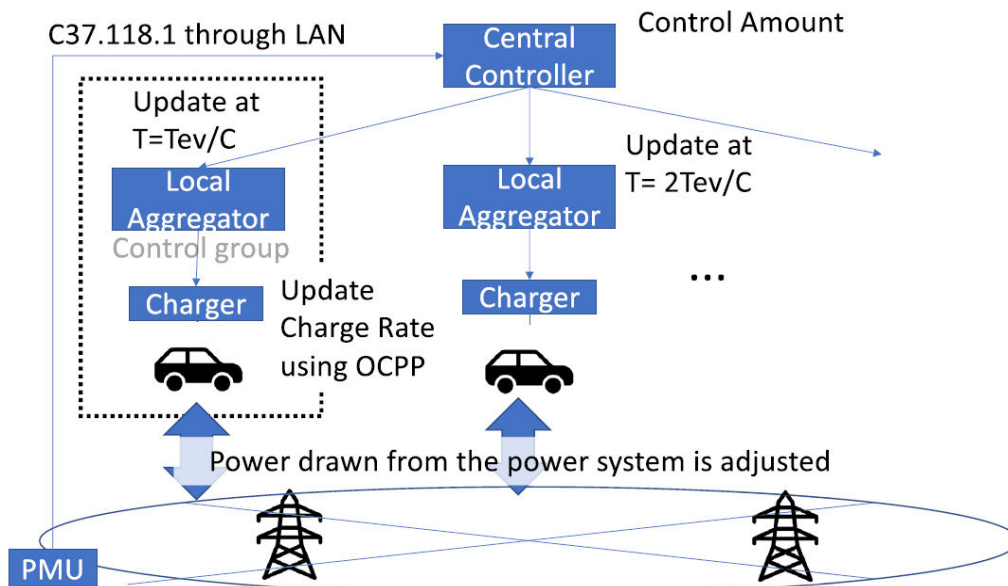 C37.118.1 through LAN
Central
Controller
Control Amount
Update at
T=Tev/C
Local
Aggregator
Control group
Charger
Update
Charge Rate
using OCPP
Local
Aggregator
Update at
T= 2Tev/C
Charger
...
Power drawn from the power system is adjusted
PMU